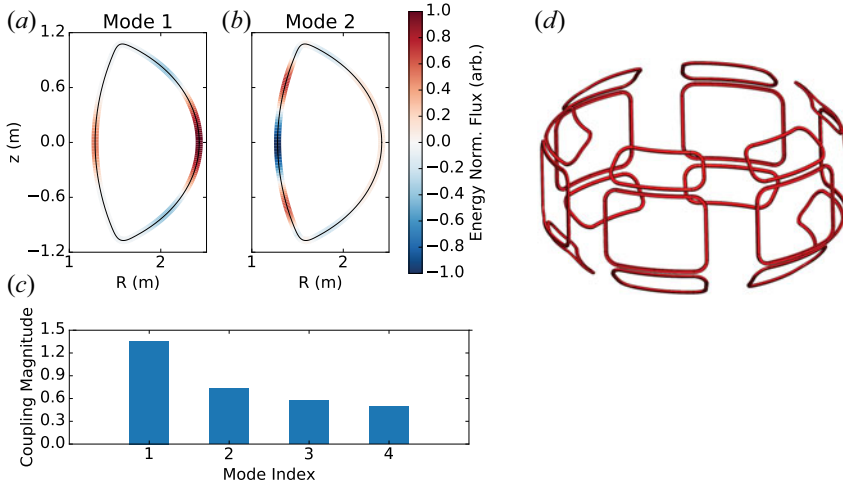 (a) Mode 1 (b) Mode 2 (d)
1.2
0.6
0.0
−0.6
−1.2
z (m)
1 2
R (m)
1 2
R (m)
1.0
0.8
0.6
0.4
0.2
0.0
−0.2
−0.4
−0.6
−0.8
−1.0
Energy Norm. Flux (arb.)
(c)
1.5
1.2
0.9
0.6
0.3
0.0
Coupling Magnitude
1 2 3 4
Mode Index